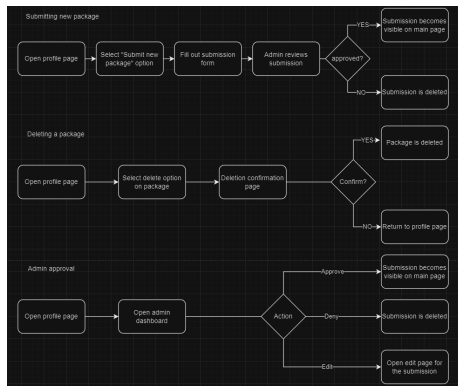 Submitting new package
Open profile page
Select "Submit new
package" option
Fill out submission
form
Admin reviews
submission
approved?
YES
Submission becomes
visible on main page
NO
Submission is deleted
Deleting a package
Open profile page
Select delete option
on package
Deletion confirmation
page
Confirm?
YES
Package is deleted
NO
Return to profile page
Admin approval
Open profile page
Open admin
dashboard
Action
Approve
Submission becomes
visible on main page
Deny
Submission is deleted
Edit
Open edit page for
the submission